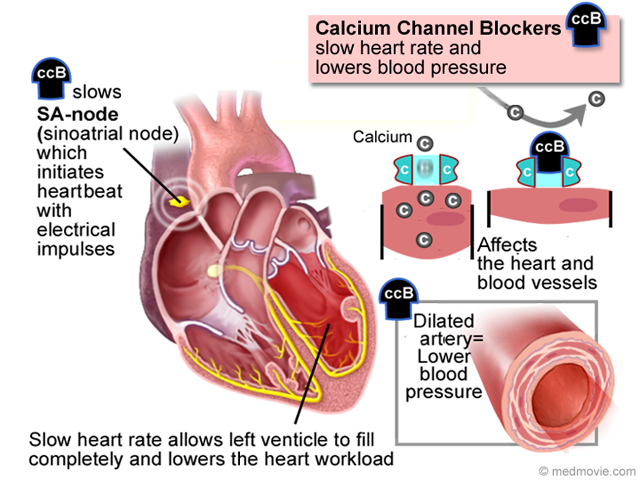 Calcium Channel Blockers
slow heart rate and
lowers blood pressure
ccB
ccB
slows
SA-node
(sinoatrial node)
which
initiates
heartbeat
with
electrical
impulses
Calcium
C
C
C
C
C
C
C
C
C
ccB
C
C
Affects
the heart and
blood vessels
ccB
Dilated
artery=
Lower
blood
pressure
Slow heart rate allows left venticle to fill
completely and lowers the heart workload
© medmovie.com